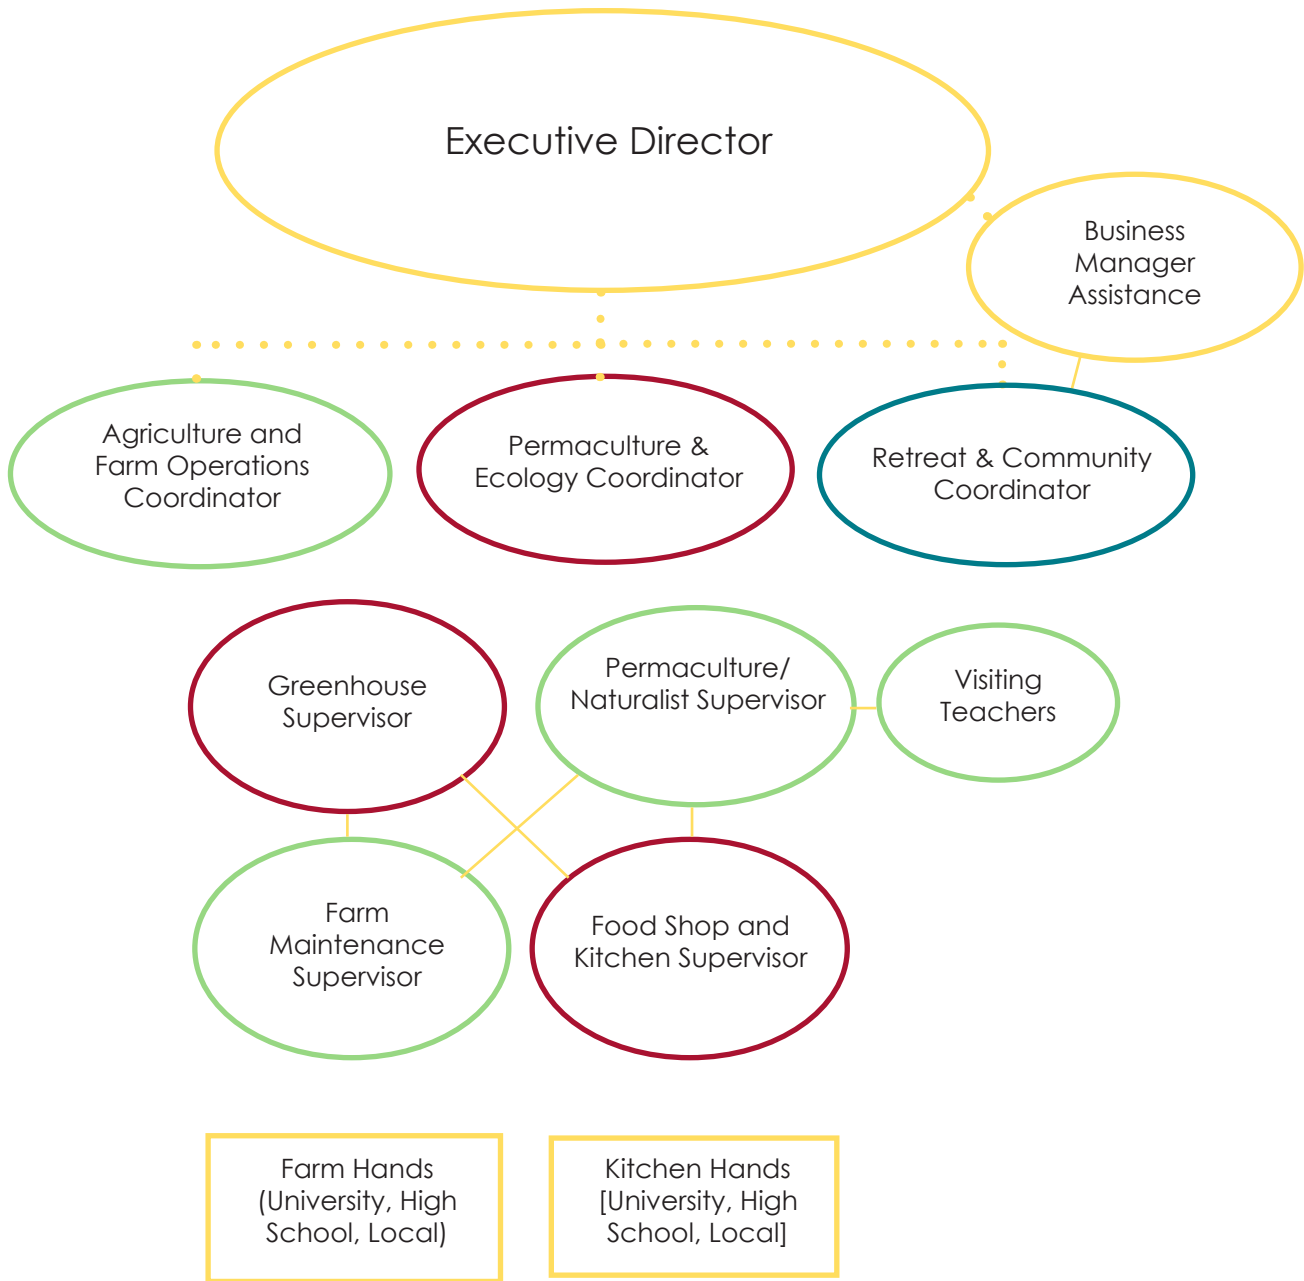 Executive Director
Business
Manager
Assistance
Agriculture and
Farm Operations
Coordinator
Permaculture &
Ecology Coordinator
Retreat & Community
Coordinator
Greenhouse
Supervisor
Permaculture/
Naturalist Supervisor
Visiting
Teachers
Farm
Maintenance
Supervisor
Food Shop and
Kitchen Supervisor
Farm Hands
(University, High
School, Local)
Kitchen Hands
[University, High
School, Local]